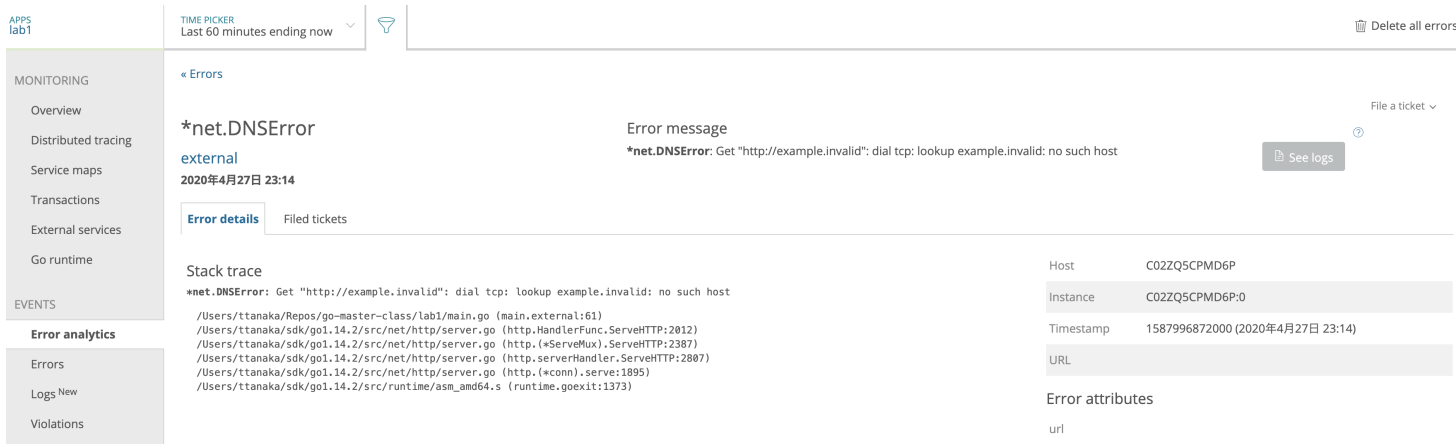 APPS
lab1
TIME PICKER
Last 60 minutes ending now
Delete all errors
MONITORING
Overview
Distributed tracing
Service maps
Transactions
External services
Go runtime
EVENTS
Error analytics
Errors
Logs New
Violations
« Errors
File a ticket
*net.DNSError
external
2020年4月27日 23:14
Error message
*net.DNSError: Get "http://example.invalid": dial tcp: lookup example.invalid: no such host
?
See logs
Error details
Filed tickets
Stack trace
*net.DNSError: Get "http://example.invalid": dial tcp: lookup example.invalid: no such host
/Users/ttanaka/Repos/go-master-class/lab1/main.go (main.external:61)
/Users/ttanaka/sdk/go1.14.2/src/net/http/server.go (http.HandlerFunc.ServeHTTP:2012)
/Users/ttanaka/sdk/go1.14.2/src/net/http/server.go (http.(*ServeMux).ServeHTTP:2387)
/Users/ttanaka/sdk/go1.14.2/src/net/http/server.go (http.serverHandler.ServeHTTP:2807)
/Users/ttanaka/sdk/go1.14.2/src/net/http/server.go (http.(*conn).serve:1895)
/Users/ttanaka/sdk/go1.14.2/src/runtime/asm_amd64.s (runtime.goexit:1373)
Host C02ZQ5CPMD6P
Instance C02ZQ5CPMD6P:0
Timestamp 1587996872000 (2020年4月27日 23:14)
URL
Error attributes
url